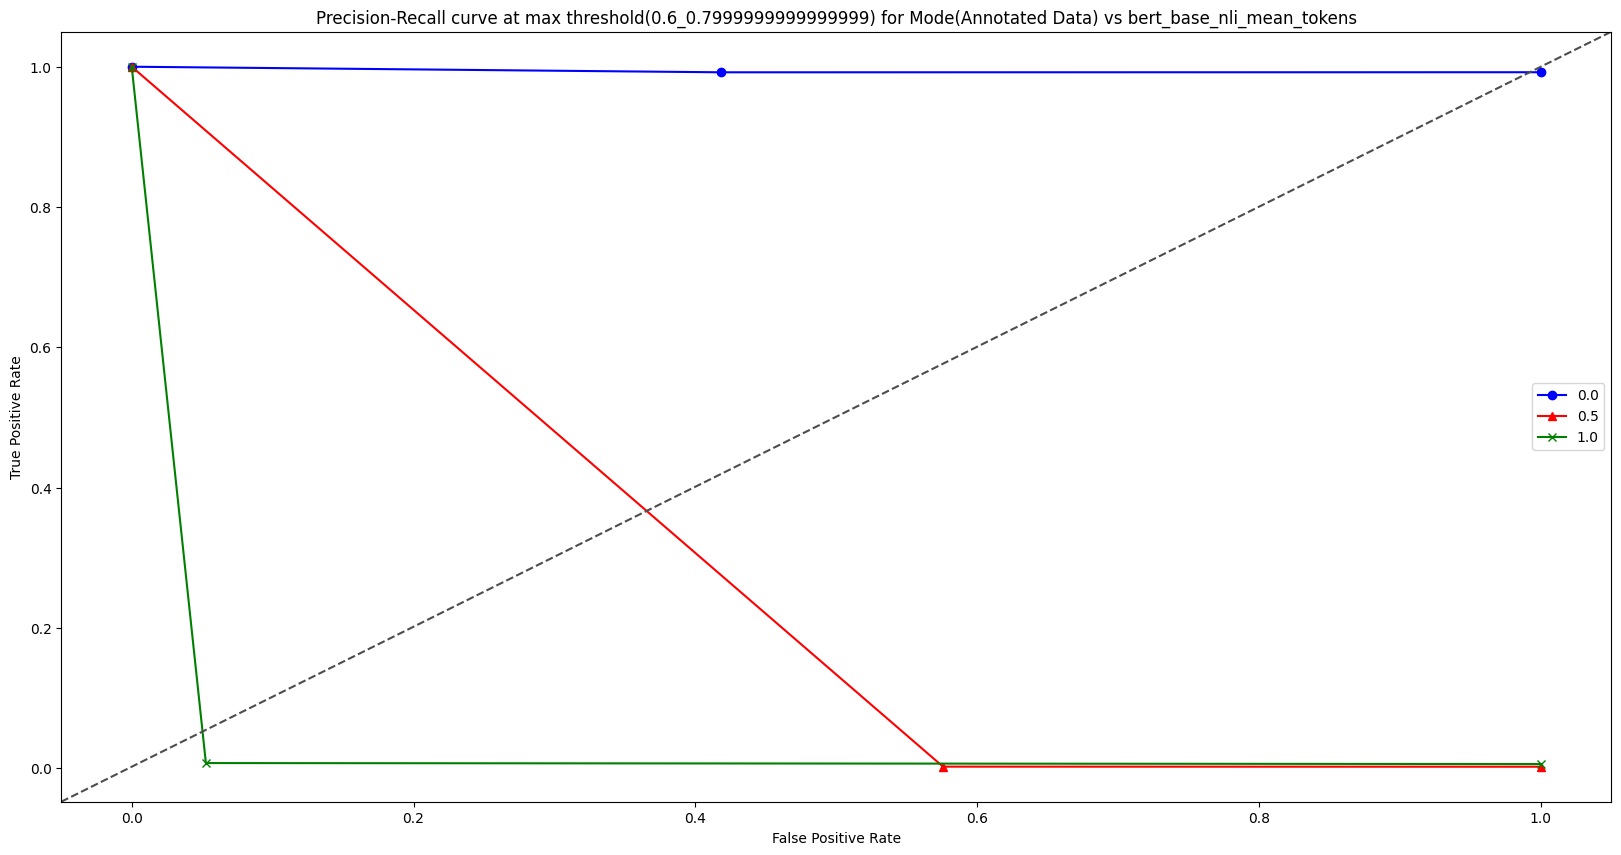 Precision-Recall curve at max threshold(0.6_0.7999999999999999) for Mode(Annotated Data) vs bert_base_nli_mean_tokens
1.0
0.8
0.6
0.4
0.2
0.0
True Positive Rate
0.0
0.5
1.0
0.0 0.2 0.4 0.6 0.8 1.0
False Positive Rate